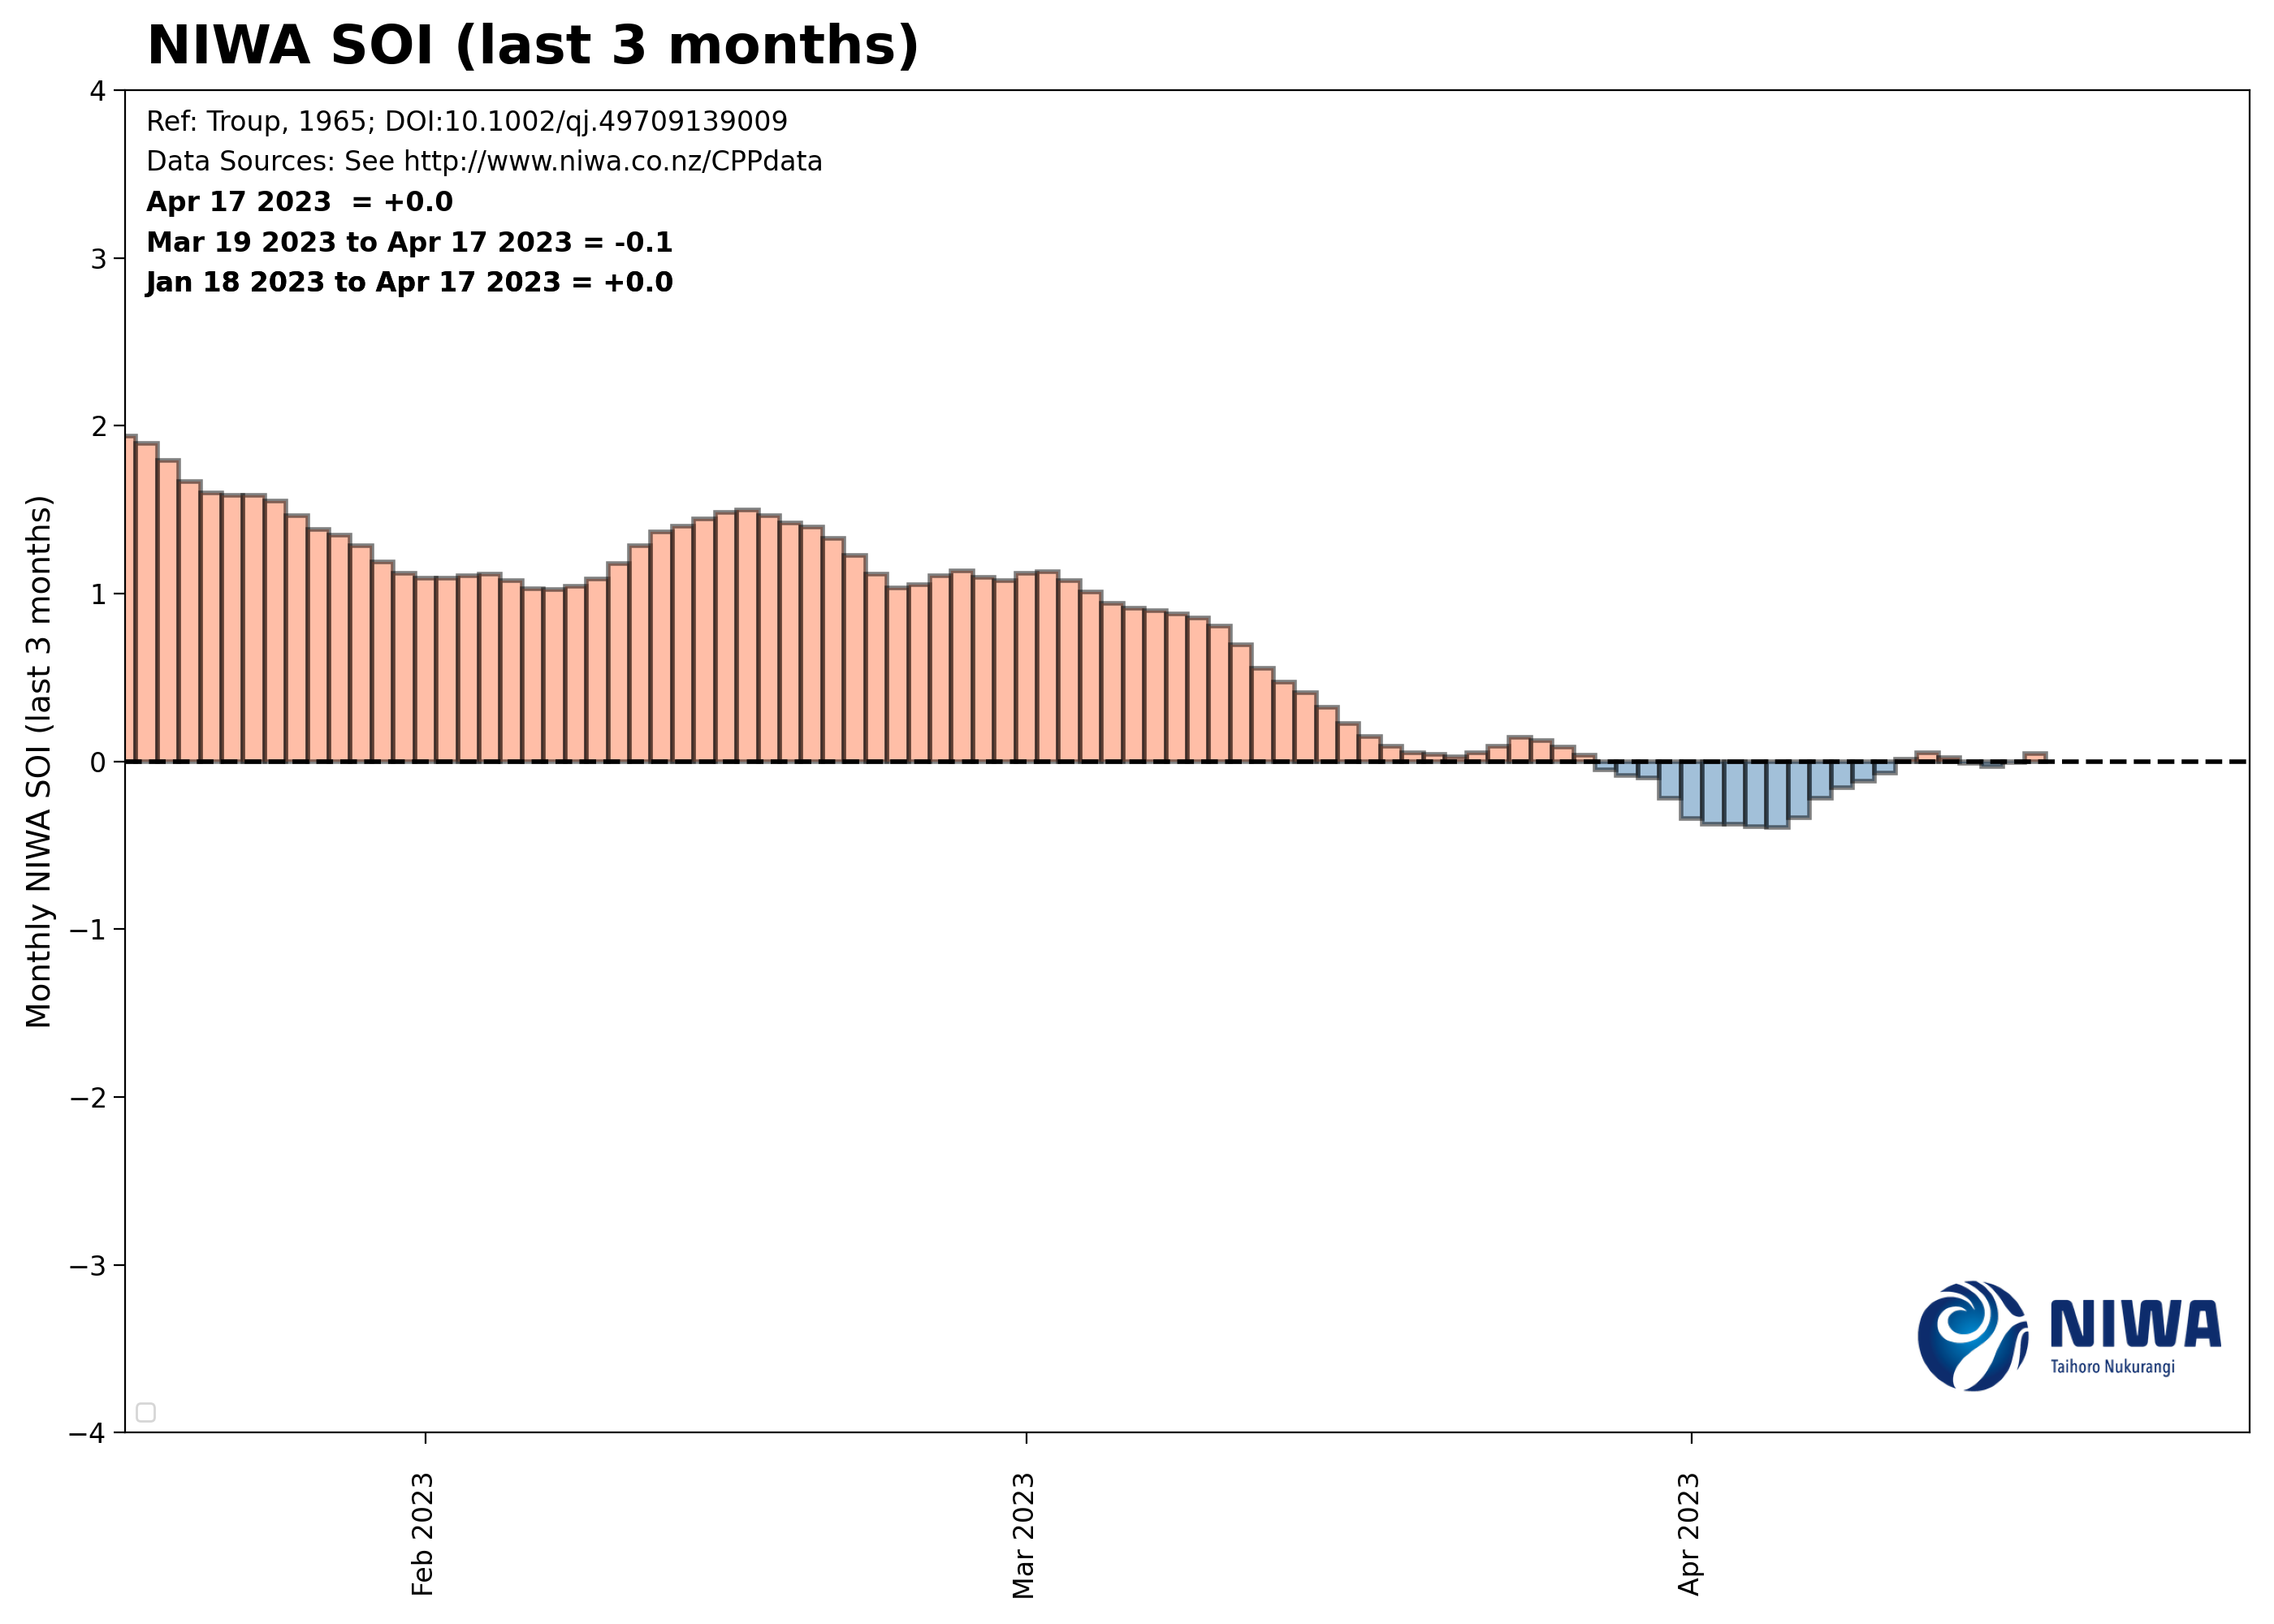 NIWA SOI (last 3 months)
Ref: Troup, 1965; DOI:10.1002/qj.49709139009
Data Sources: See http://www.niwa.co.nz/CPPdata
Apr 17 2023  = +0.0
Mar 19 2023 to Apr 17 2023 = -0.1
Jan 18 2023 to Apr 17 2023 = +0.0
Monthly NIWA SOI (last 3 months)
4
3
2
1
0
−1
−2
−3
−4
Feb 2023
Mar 2023
Apr 2023
NIWA
Taihoro Nukurangi